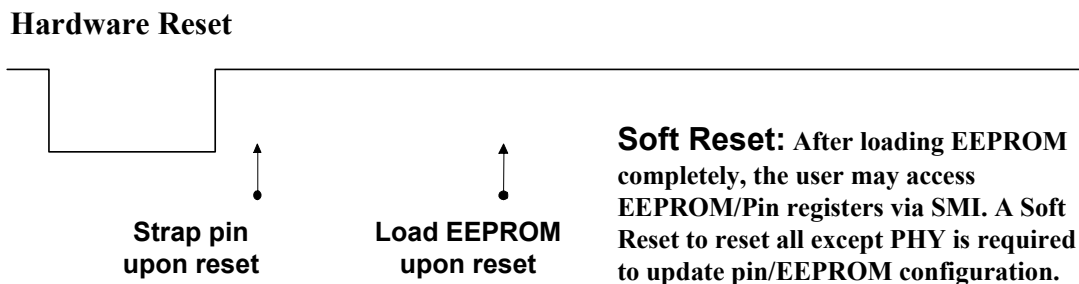 Hardware Reset
Strap pin
upon reset
Load EEPROM
upon reset
Soft Reset: After loading EEPROM
completely, the user may access
EEPROM/Pin registers via SMI. A Soft
Reset to reset all except PHY is required
to update pin/EEPROM configuration.